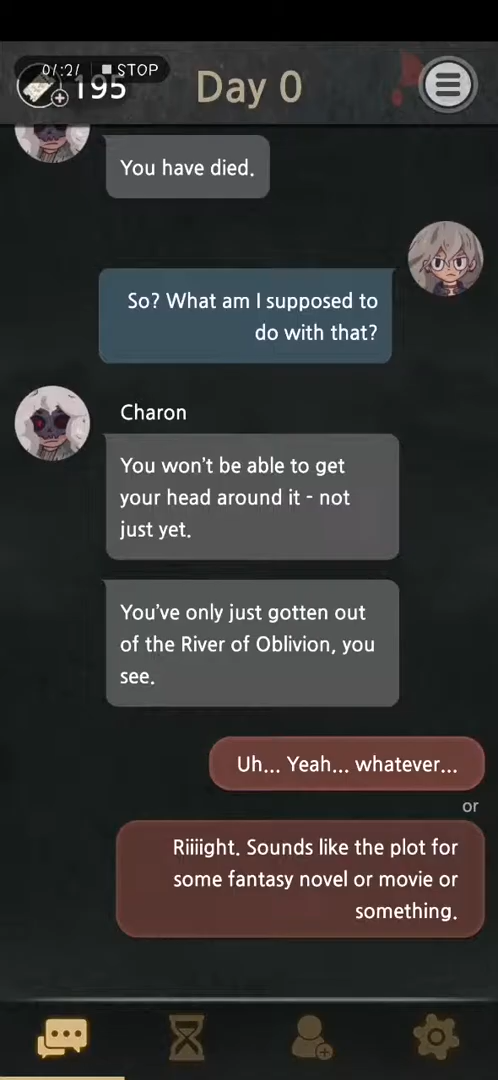 STOP
195
Day 0
You have died.
So? What am I supposed to
do with that?
Charon
You won't be able to get
your head around it - not
just yet.
You've only just gotten out
of the River of Oblivion, you
see.
Uh... Yeah... whatever...
or
Riiiight. Sounds like the plot for
some fantasy novel or movie or
something.